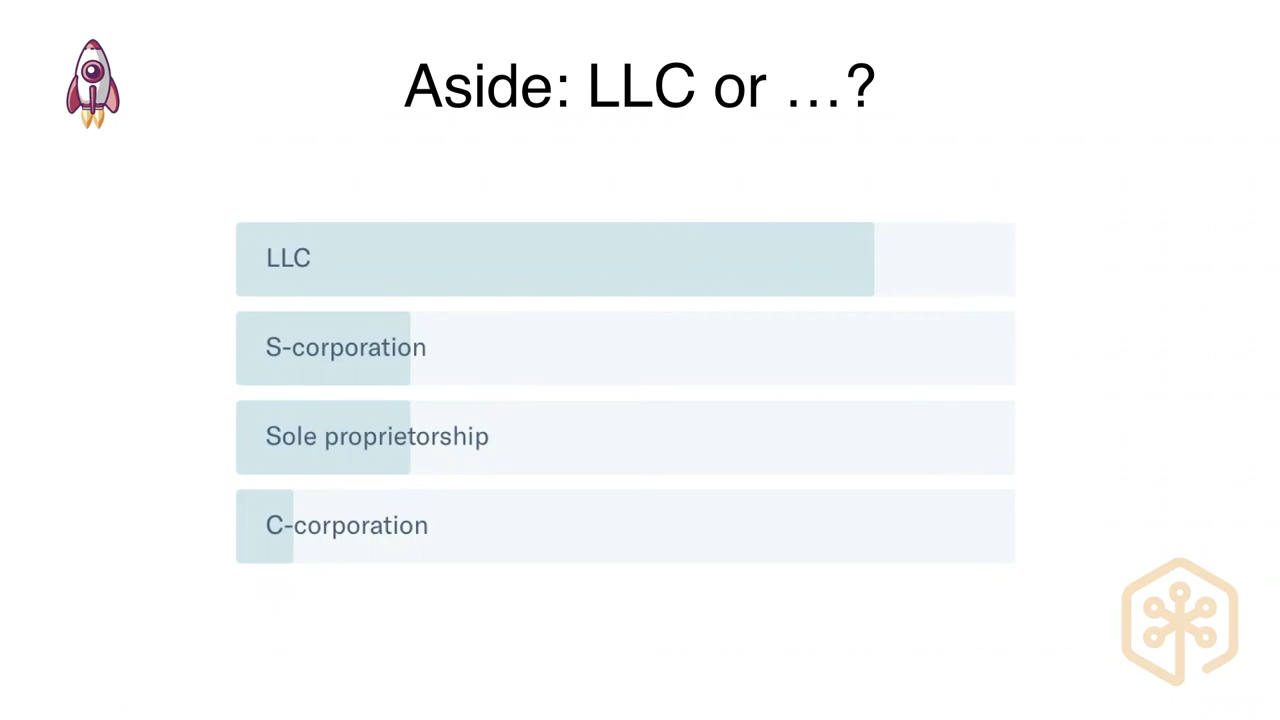 Aside: LLC or …?
LLC
S-corporation
Sole proprietorship
C-corporation